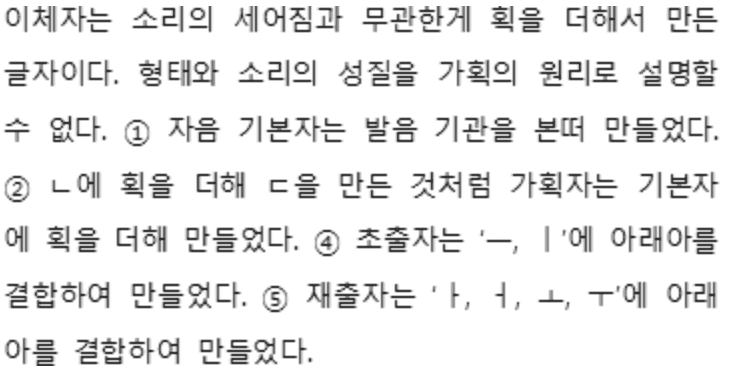 이체자는 소리의 세어짐과 무관한게 획을 더해서 만든
글자이다. 형태와 소리의 성질을 가획의 원리로 설명할
수 없다. ① 자음 기본자는 발음 기관을 본떠 만들었다.
② ㄴ에 획을 더해 ㄷ을 만든 것처럼 가획자는 기본자
에 획을 더해 만들었다. ④ 초출자는 ‘ㅡ, ㅣ’에 아래아를
결합하여 만들었다. ⑤ 재출자는 ‘ㅏ, ㅓ, ㅗ, ㅜ’에 아래
아를 결합하여 만들었다.